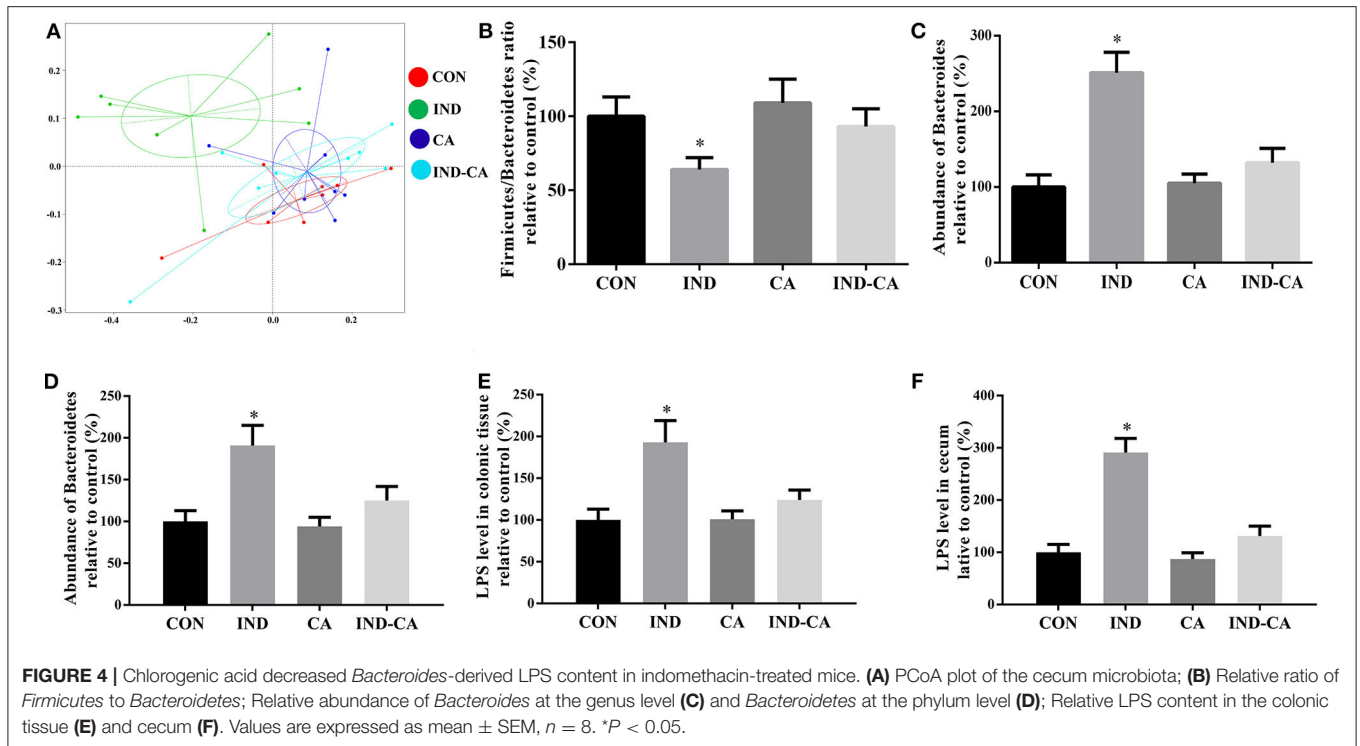 A
0.2
0.1
0.0
-0.1
-0.2
-0.3
-0.4
-0.2
0.0
0.2
CON
IND
CA
IND-CA
B
Firmicutes/Bacteroidetes ratio
relative to control (%)
150
100
50
0
*
CON IND CA IND-CA
C
Abundance of Bacteroides
relative to control (%)
300
200
100
0
*
CON IND CA IND-CA
D
Abundance of Bacteroidetes
relative to control (%)
250
200
150
100
50
0
*
CON IND CA IND-CA
E
LPS level in colonic tissue
relative to control (%)
250
200
150
100
50
0
*
CON IND CA IND-CA
F
LPS level in cecum
lative to control (%)
400
300
200
100
0
*
CON IND CA IND-CA
FIGURE 4 | Chlorogenic acid decreased Bacteroides-derived LPS content in indomethacin-treated mice. (A) PCoA plot of the cecum microbiota; (B) Relative ratio of
Firmicutes to Bacteroidetes; Relative abundance of Bacteroides at the genus level (C) and Bacteroidetes at the phylum level (D); Relative LPS content in the colonic
tissue (E) and cecum (F). Values are expressed as mean ± SEM, n = 8. *P < 0.05.